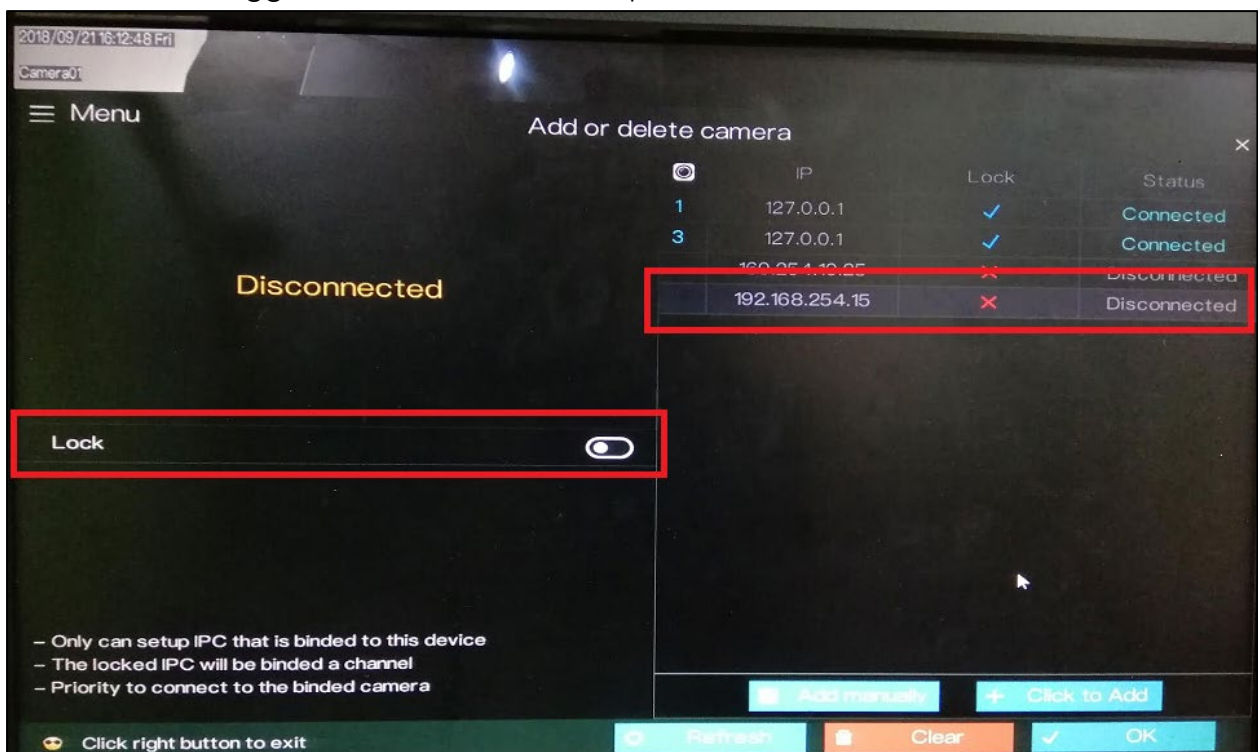 2018/09/21 16:12:48 Fri
Camera01
Menu
Add or delete camera
IP Lock Status
1 127.0.0.1 Connected
3 127.0.0.1 Connected
Disconnected
192.168.254.15 Disconnected
Disconnected
Lock
– Only can setup IPC that is binded to this device
– The locked IPC will be binded a channel
– Priority to connect to the binded camera
Add manually + Click to Add
Click right button to exit
Refresh Clear OK